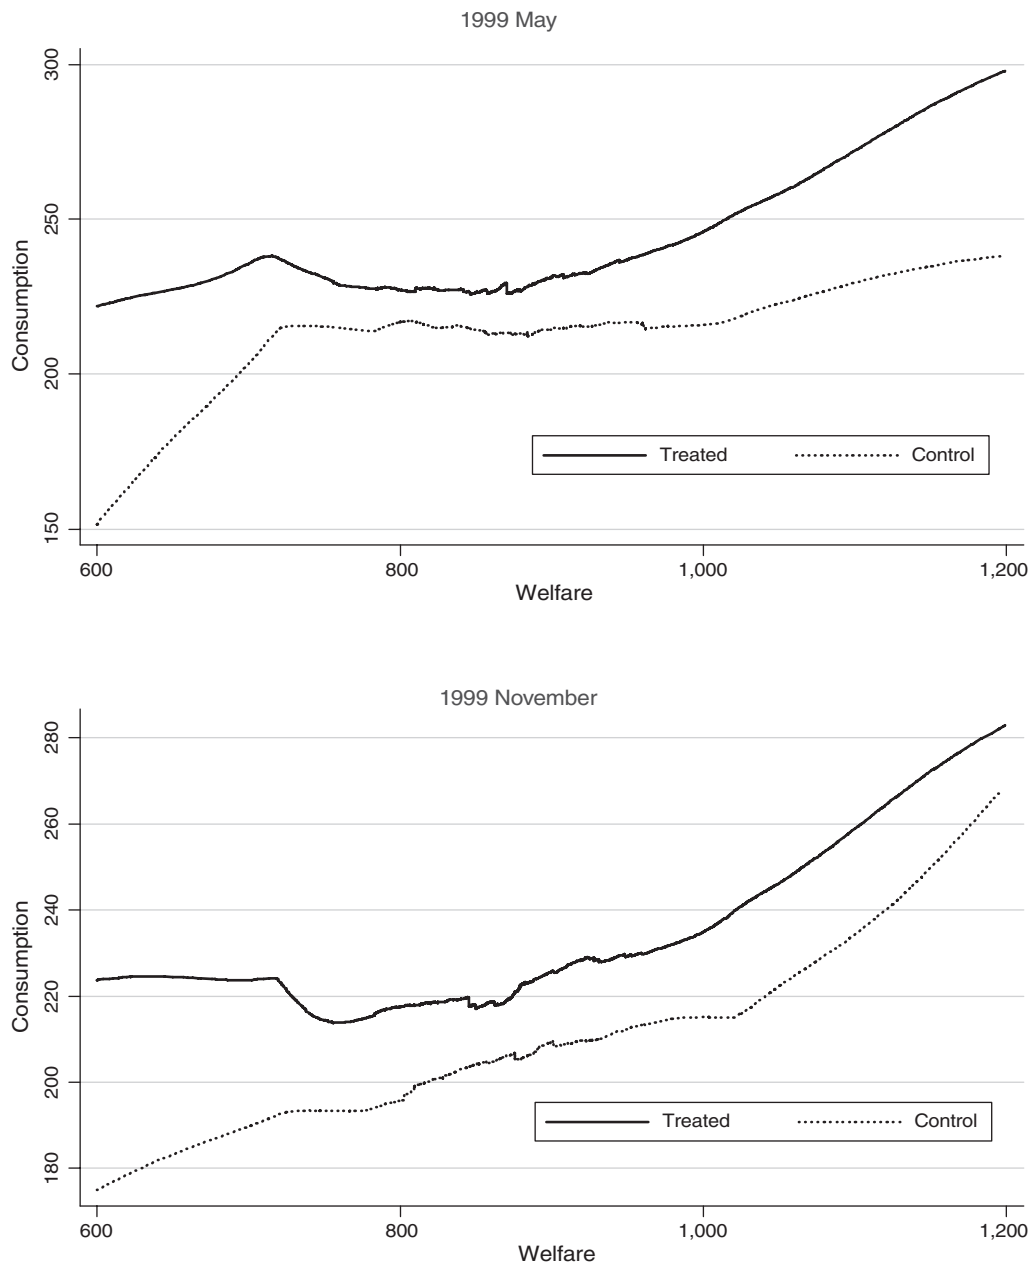 1999 May
300
250
200
150
Consumption
Treated Control
600 800 1,000 1,200
Welfare
1999 November
280
260
240
220
200
180
Consumption
Treated Control
600 800 1,000 1,200
Welfare